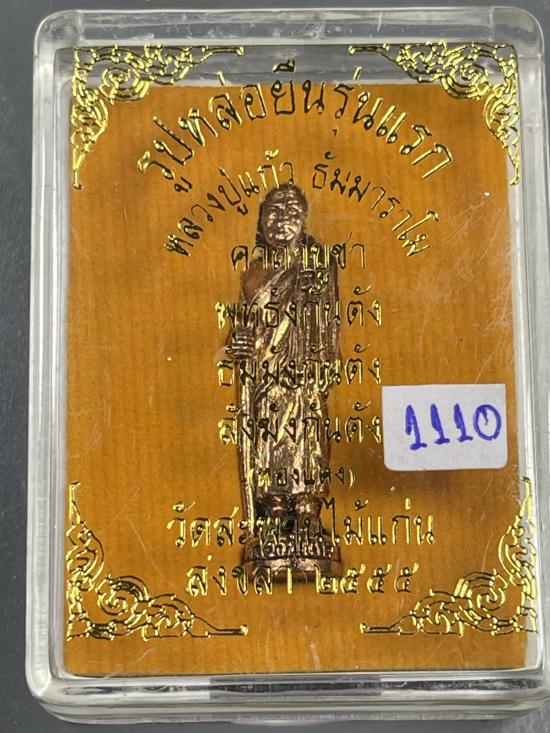 รูปหล่อยืนรุ่นแรก
หลวงปู่แก้ว ธัมมาราโม
คาถาบูชา
พุทธังกันตัง
ธัมมังกันตัง
สังฆังกันตัง
1110
(ทองแดง)
วัดสะพานไม้แก่น
สงขลา ๒๕๕๕